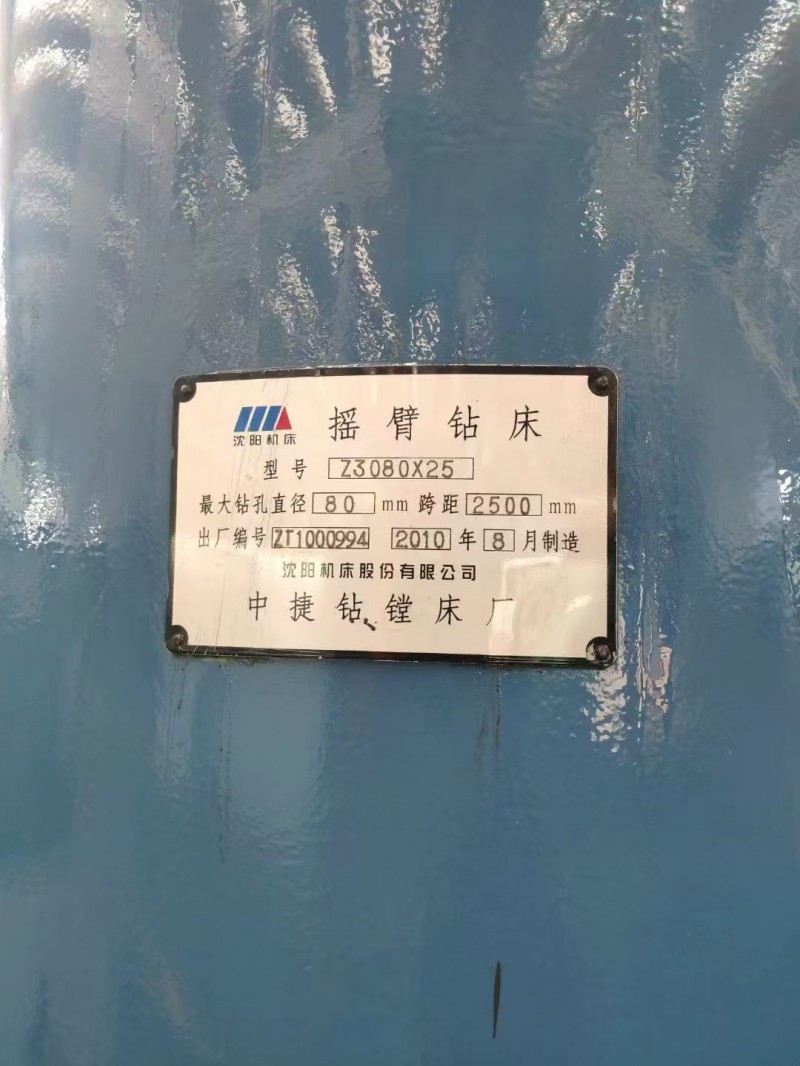 沈阳机床 摇臂钻床
型号 Z3080X25
最大钻孔直径 80 mm 跨距 2500 mm
出厂编号 ZT1000994 2010 年 8 月制造
沈阳机床股份有限公司
中捷钻镗床厂